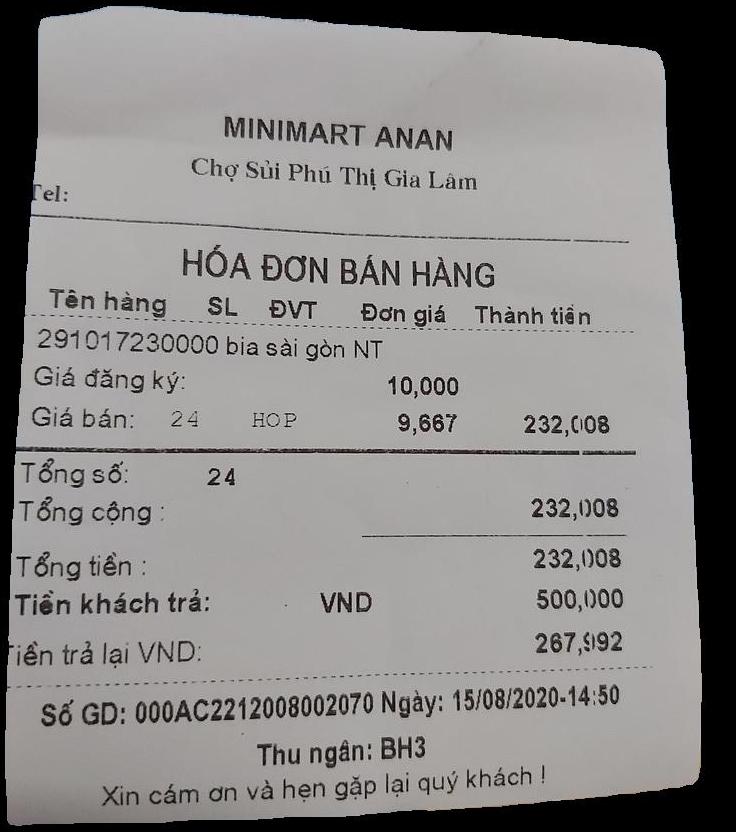 MINIMART ANAN
Chợ Sủi Phú Thị Gia Lâm
Tel:
HÓA ĐƠN BÁN HÀNG
Tên hàng SL ĐVT Đơn giá Thành tiền
291017230000 bia sài gòn NT
Giá đăng ký: 10,000
Giá bán: 24 HOP 9,667 232,008
Tổng số: 24
Tổng cộng : 232,008
Tổng tiền : 232,008
Tiền khách trả: VND 500,000
Tiền trả lại VND: 267,992
Số GD: 000AC2212008002070 Ngày: 15/08/2020-14:50
Thu ngân: BH3
Xin cám ơn và hẹn gặp lại quý khách !